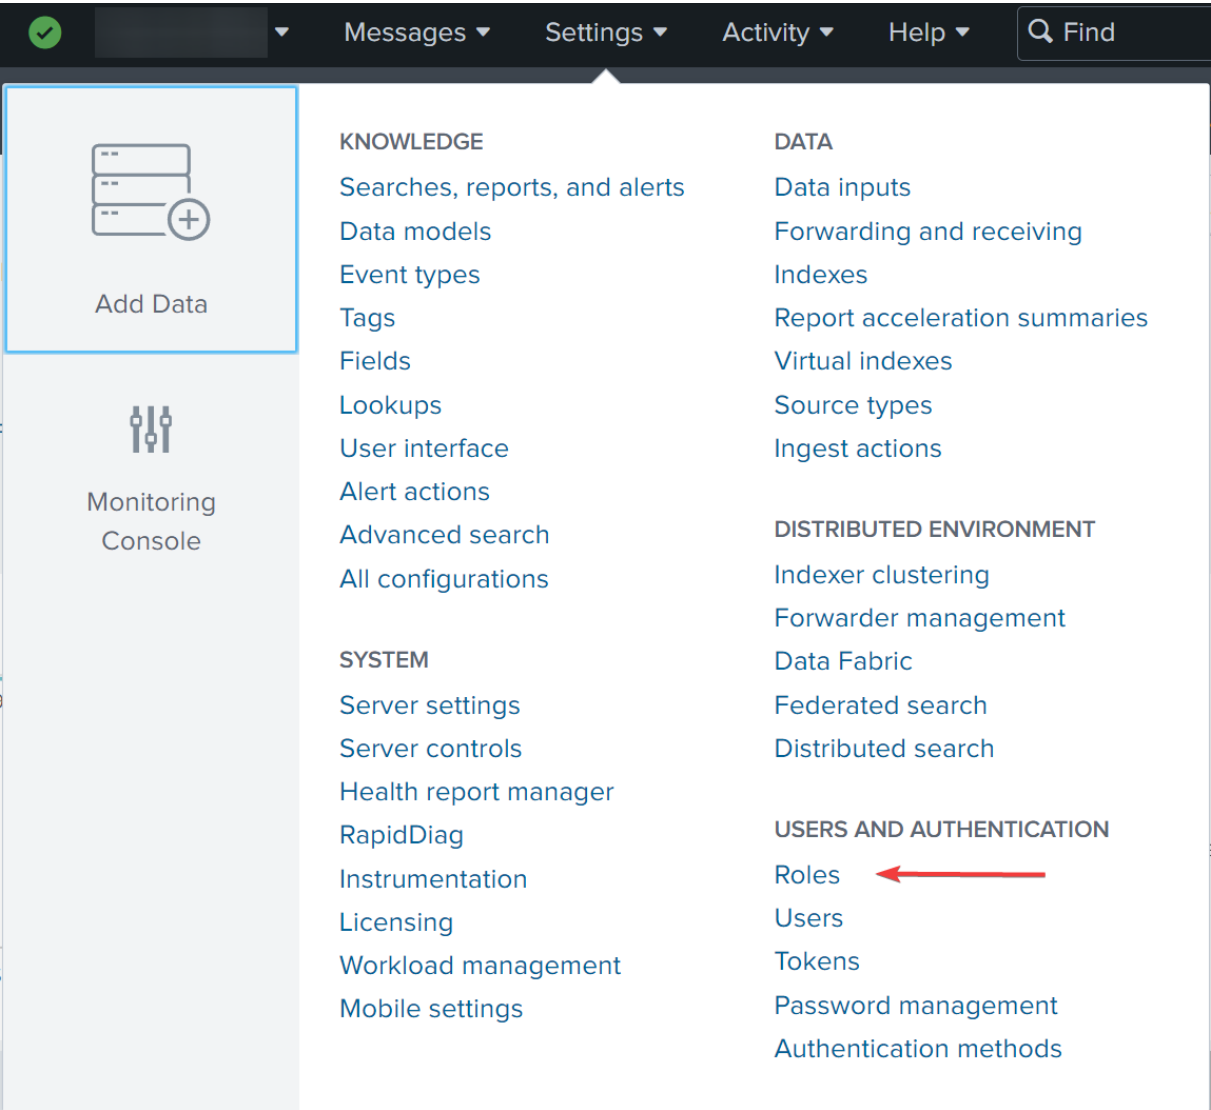 Messages
Settings
Activity
Help
Find
Add Data
Monitoring
Console
KNOWLEDGE
Searches, reports, and alerts
Data models
Event types
Tags
Fields
Lookups
User interface
Alert actions
Advanced search
All configurations
SYSTEM
Server settings
Server controls
Health report manager
RapidDiag
Instrumentation
Licensing
Workload management
Mobile settings
DATA
Data inputs
Forwarding and receiving
Indexes
Report acceleration summaries
Virtual indexes
Source types
Ingest actions
DISTRIBUTED ENVIRONMENT
Indexer clustering
Forwarder management
Data Fabric
Federated search
Distributed search
USERS AND AUTHENTICATION
Roles
Users
Tokens
Password management
Authentication methods